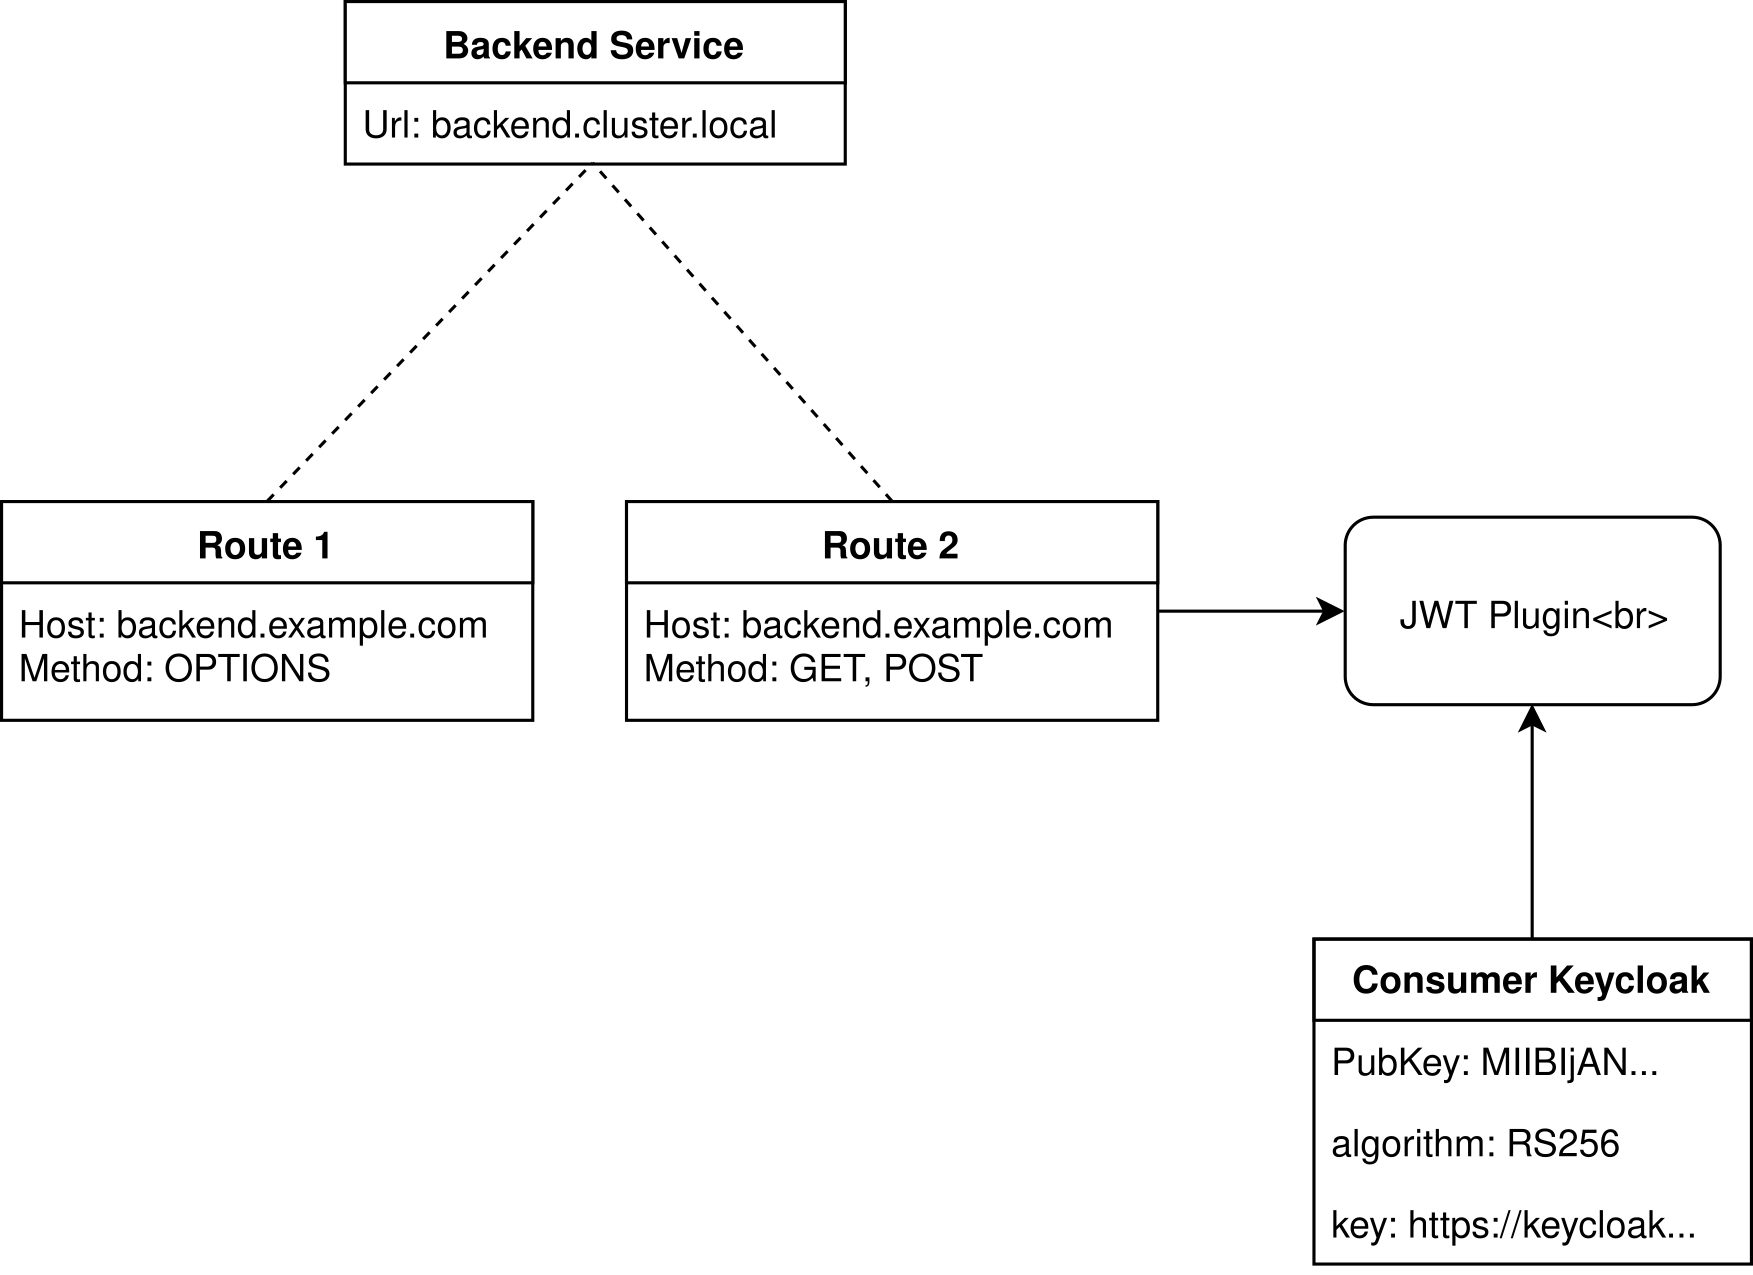 Backend Service
Url: backend.cluster.local
Route 1
Host: backend.example.com
Method: OPTIONS
Route 2
Host: backend.example.com
Method: GET, POST
JWT Plugin<br>
Consumer Keycloak
PubKey: MIIBIjAN...
algorithm: RS256
key: https://keycloak...